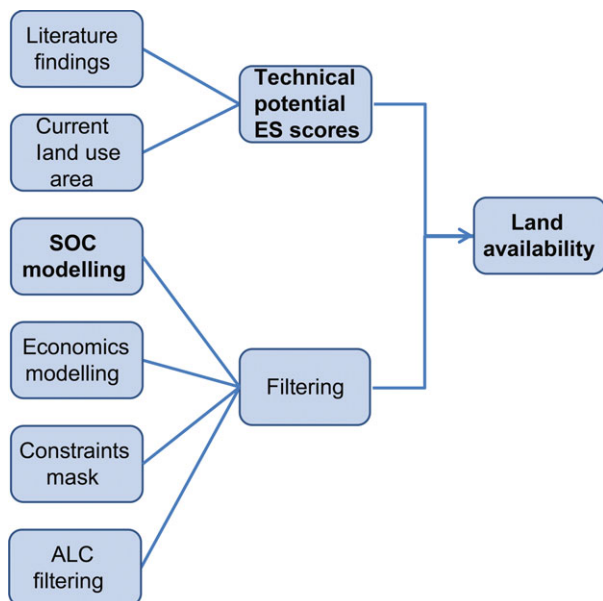 Literature
findings
Technical
potential
ES scores
Current
land use
area
Land
availability
SOC
modelling
Economics
modelling
Filtering
Constraints
mask
ALC
filtering